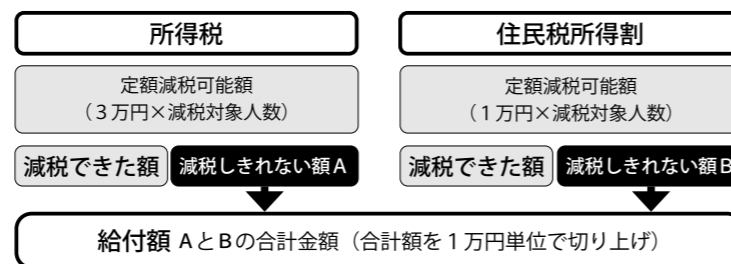 所得税
住民税所得割
定額減税可能額
(3万円×減税対象人数)
定額減税可能額
(1万円×減税対象人数)
減税できた額
減税しきれない額A
減税できた額
減税しきれない額B
給付額 AとBの合計金額(合計額を1万円単位で切り上げ)